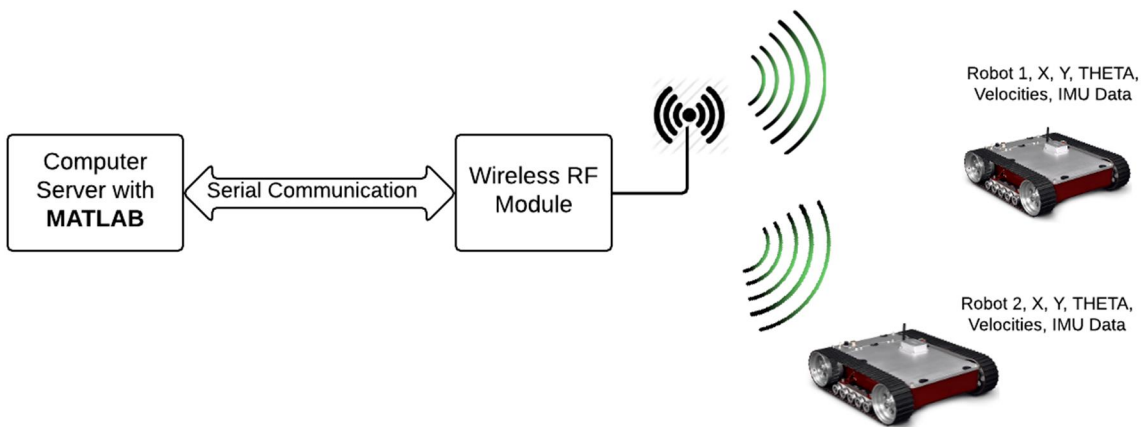 Computer
Server with
MATLAB
Serial Communication
Wireless RF
Module
Robot 1, X, Y, THETA,
Velocities, IMU Data
Robot 2, X, Y, THETA,
Velocities, IMU Data